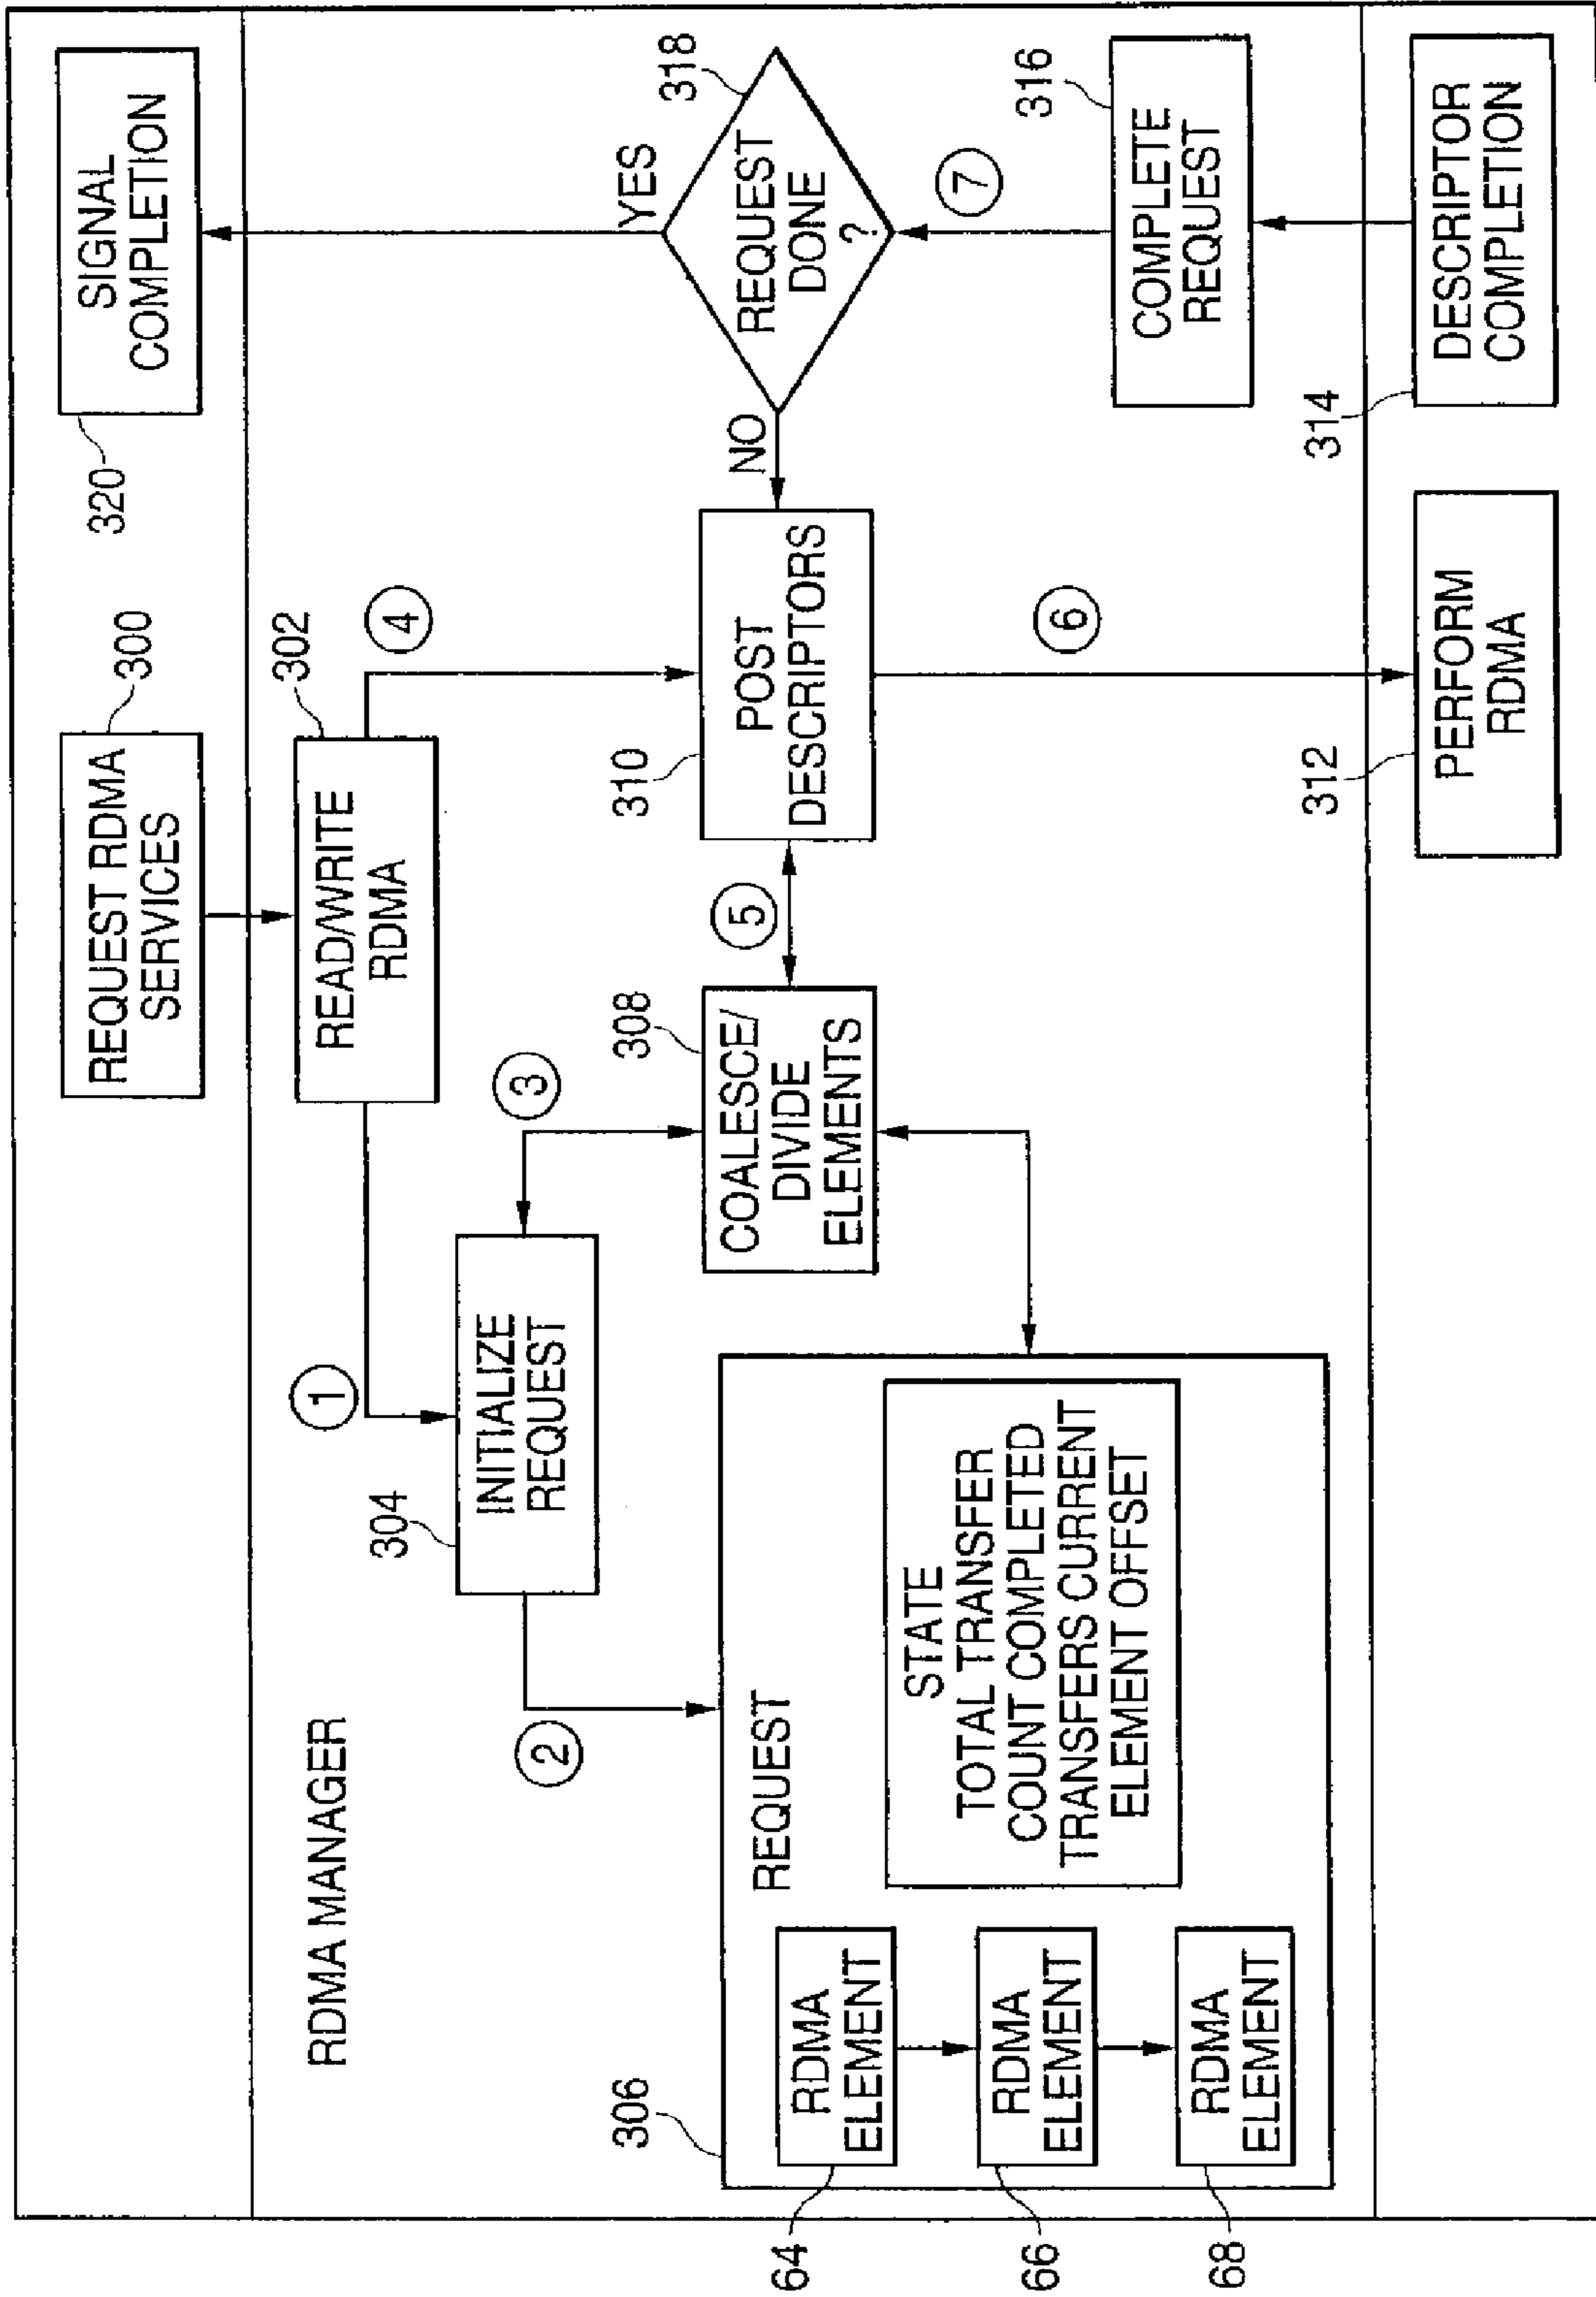 REQUEST RDMA
SERVICES
300
SIGNAL
COMPLETION
320
RDMA MANAGER
READ/WRITE
RDMA
302
1
4
INITIALIZE
REQUEST
304
3
2
COALESCE/
DIVIDE
ELEMENTS
308
5
POST
DESCRIPTORS
310
NO
REQUEST
DONE
?
YES
318
REQUEST
306
RDMA
ELEMENT
64
RDMA
ELEMENT
66
RDMA
ELEMENT
68
STATE
TOTAL TRANSFER
COUNT COMPLETED
TRANSFERS CURRENT
ELEMENT OFFSET
6
7
COMPLETE
REQUEST
316
PERFORM
RDMA
312
DESCRIPTOR
COMPLETION
314